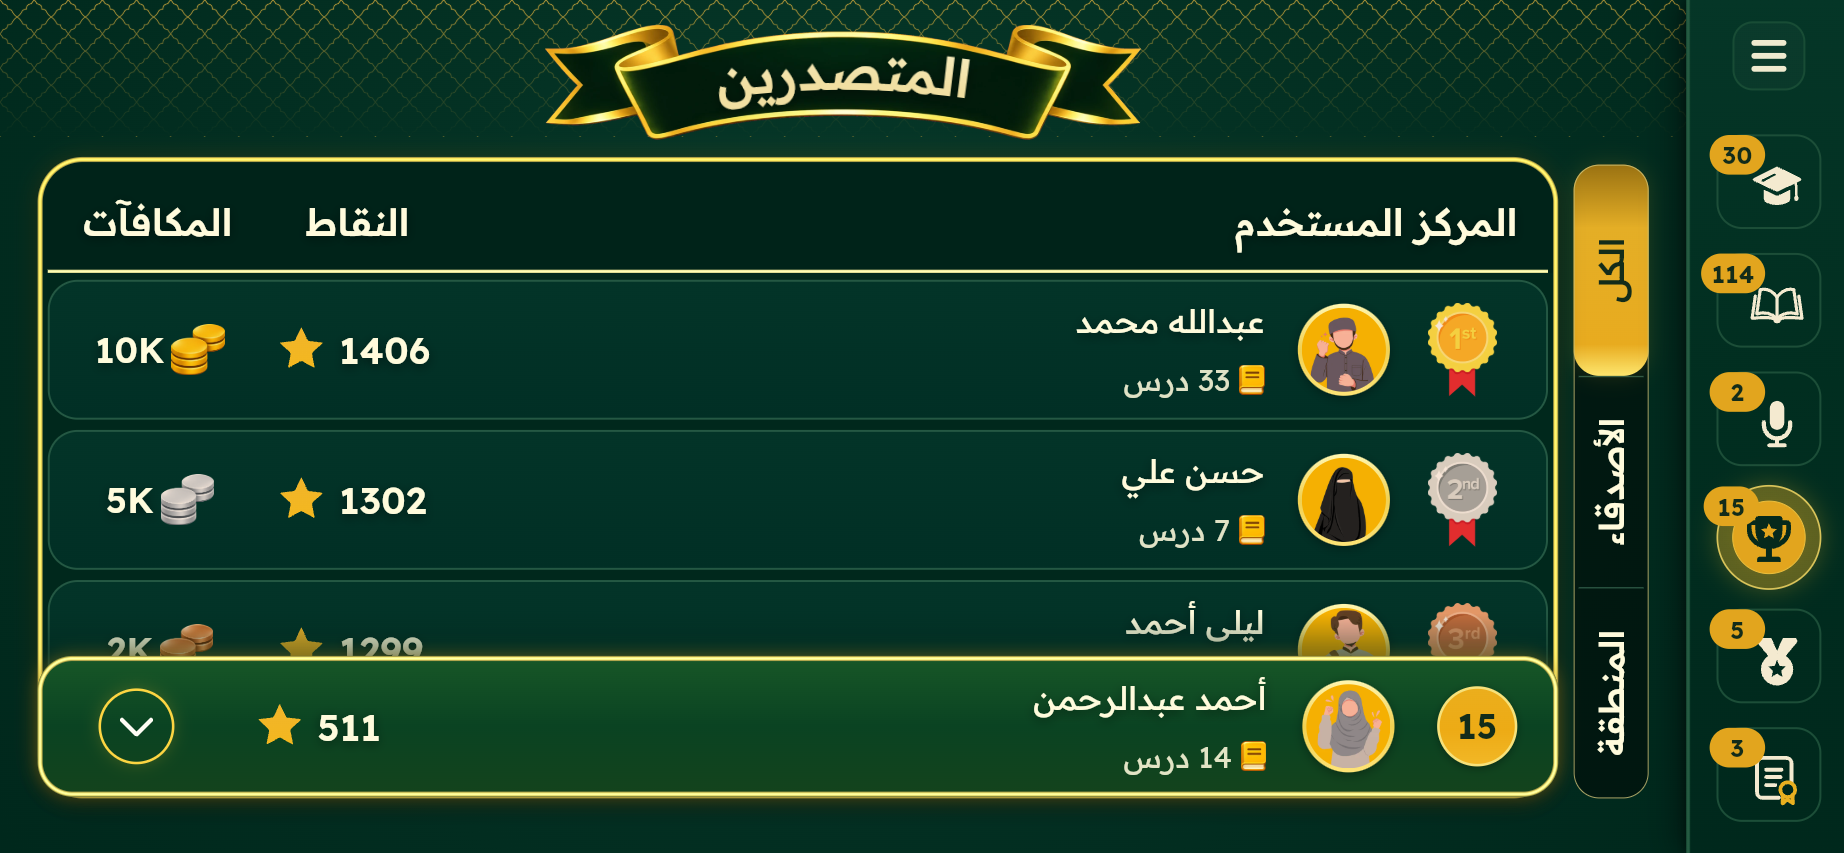 المتصدرين
المركز المستخدم النقاط المكافآت
1st عبدالله محمد 1406 10K
33 درس
2nd حسن علي 1302 5K
7 درس
3rd ليلى أحمد 1299 2K
15 أحمد عبدالرحمن 511
14 درس
الكل
الأصدقاء
المنطقة
30
114
2
15
5
3